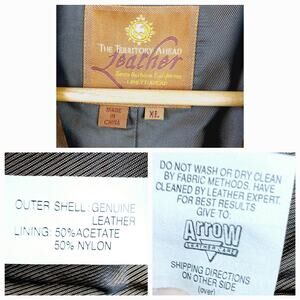 THE TERRITORY AHEAD
Leather
Santa Barbara, California
MADE
IN
CHINA
XL
OUTER SHELL: GENUINE
LEATHER
LINING: 50% ACETATE
50% NYLON
DO NOT WASH OR DRY CLEAN
BY FABRIC METHODS. HAVE
CLEANED BY LEATHER EXPERT.
FOR BEST RESULTS
GIVE TO.
ARROW
LEATHER CARE
SHIPPING DIRECTIONS
ON OTHER SIDE
(over)